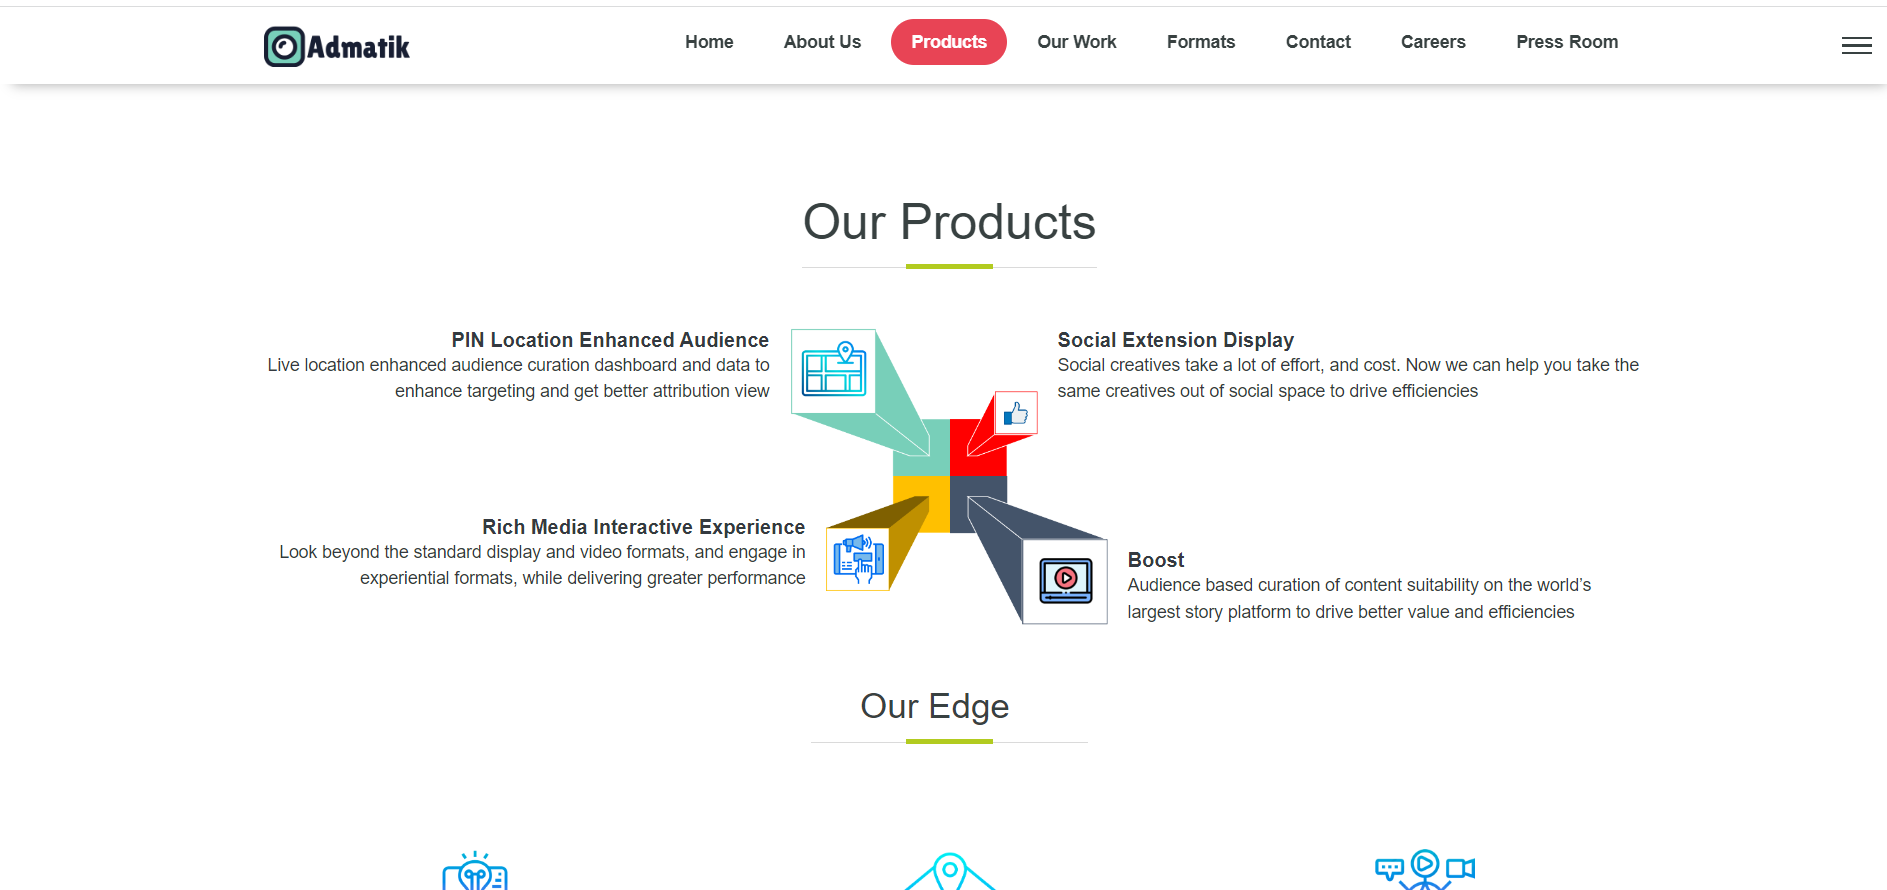 Admatik
Home
About Us
Products
Our Work
Formats
Contact
Careers
Press Room
Our Products
PIN Location Enhanced Audience
Live location enhanced audience curation dashboard and data to
enhance targeting and get better attribution view
Social Extension Display
Social creatives take a lot of effort, and cost. Now we can help you take the
same creatives out of social space to drive efficiencies
Rich Media Interactive Experience
Look beyond the standard display and video formats, and engage in
experiential formats, while delivering greater performance
Boost
Audience based curation of content suitability on the world’s
largest story platform to drive better value and efficiencies
Our Edge